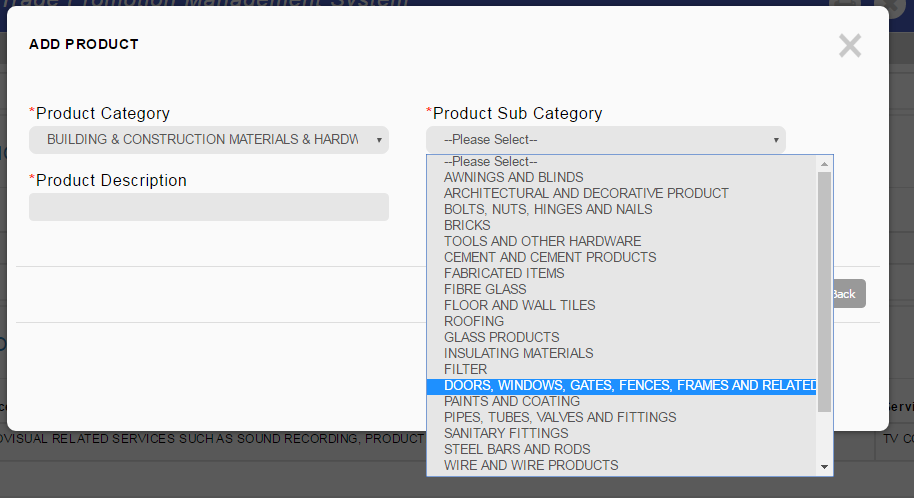 Trade Promotion Management System
ADD PRODUCT
*Product Category
*Product Sub Category
BUILDING & CONSTRUCTION MATERIALS & HARDW
--Please Select--
*Product Description
--Please Select--
AWNINGS AND BLINDS
ARCHITECTURAL AND DECORATIVE PRODUCT
BOLTS, NUTS, HINGES AND NAILS
BRICKS
TOOLS AND OTHER HARDWARE
CEMENT AND CEMENT PRODUCTS
FABRICATED ITEMS
FIBRE GLASS
Back
FLOOR AND WALL TILES
ROOFING
GLASS PRODUCTS
INSULATING MATERIALS
FILTER
DOORS, WINDOWS, GATES, FENCES, FRAMES AND RELATED
PAINTS AND COATING
PIPES, TUBES, VALVES AND FITTINGS
SANITARY FITTINGS
STEEL BARS AND RODS
WIRE AND WIRE PRODUCTS
OVISUAL RELATED SERVICES SUCH AS SOUND RECORDING, PRODUCT
TV CO